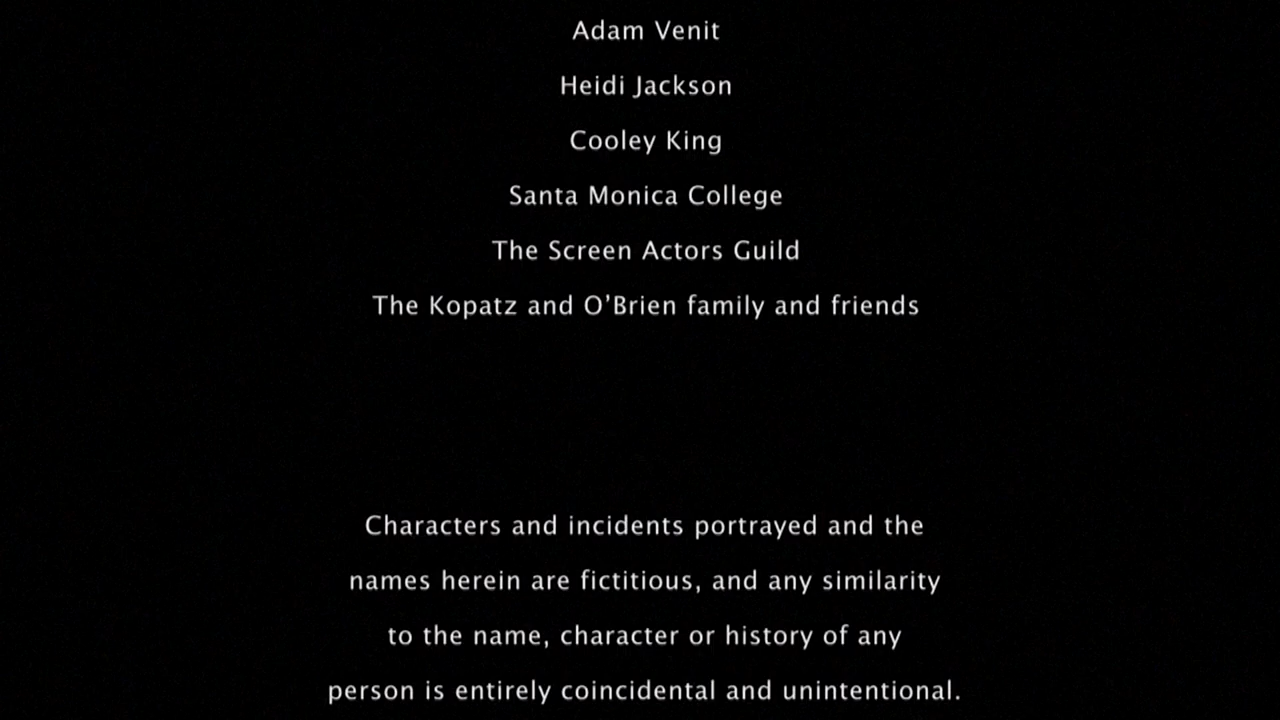 Adam Venit
Heidi Jackson
Cooley King
Santa Monica College
The Screen Actors Guild
The Kopatz and O’Brien family and friends
Characters and incidents portrayed and the
names herein are fictitious, and any similarity
to the name, character or history of any
person is entirely coincidental and unintentional.